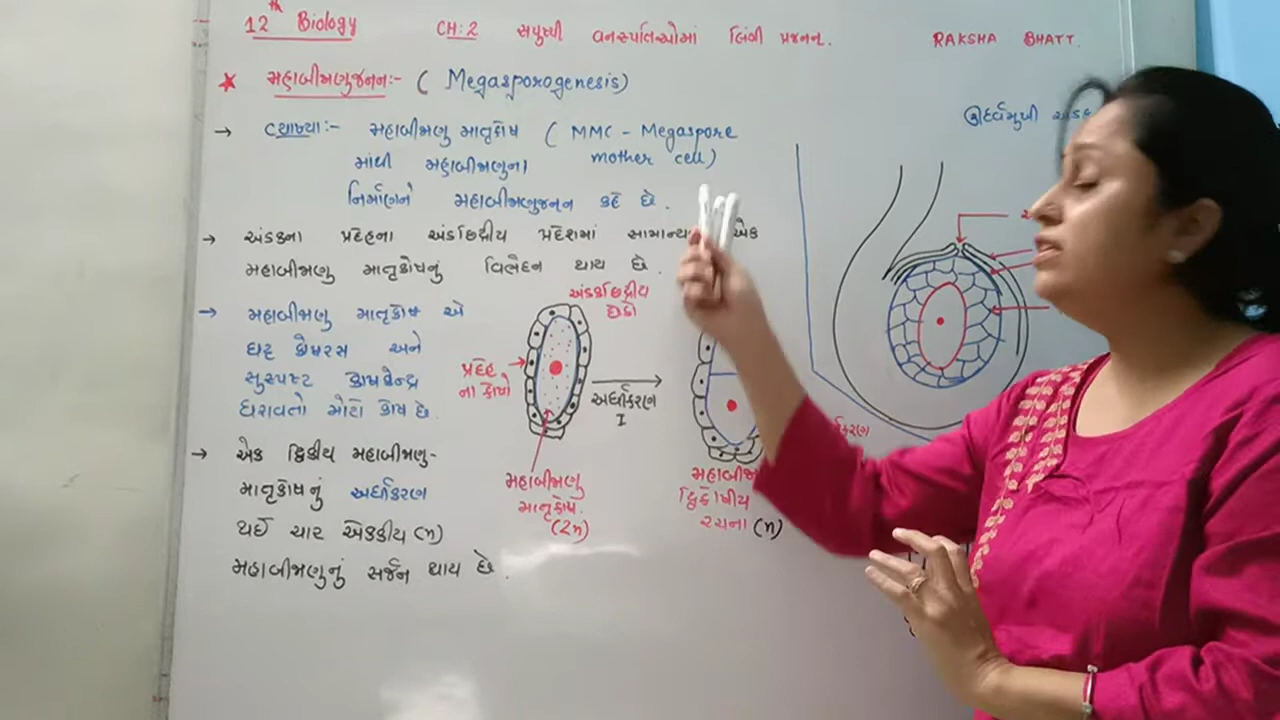 12th Biology CH:2 સપુષ્પી વનસ્પતિઓમાં લિંગી પ્રજનન. RAKSHA BHATT.
★ મહાબીજાણુજનન:- ( Megasporogenesis)
→ વ્યાખ્યા:- મહાબીજાણુ માતૃકોષ ( MMC - Megaspore
માંથી મહાબીજાણુના mother cell)
નિર્માણને મહાબીજાણુજનન કહે છે.
→ અંડકના પ્રદેહના અંડછિદ્રીય પ્રદેશમાં એક
મહાબીજાણુ માતૃકોષનું વિભેદન થાય છે.
→ મહાબીજાણુ માતૃકોષ એ
ઘટ્ટ કોષરસ અને
સુસ્પષ્ટ કોષકેન્દ્ર
ધરાવતો મોટો કોષ છે.
→ એક દ્વિકીય મહાબીજાણુ-
માતૃકોષનું અર્ધીકરણ
થઈ ચાર એકકીય (n)
મહાબીજાણુનું સર્જન થાય છે.
અંડકછિદ્રીય
છેડો
પ્રદેહ
ના કોષો
અર્ધીકરણ
I
મહાબીજાણુ
માતૃકોષ
(2n)
દ્વિકોષીય
રચના (n)
ઊર્ધ્વમુખી